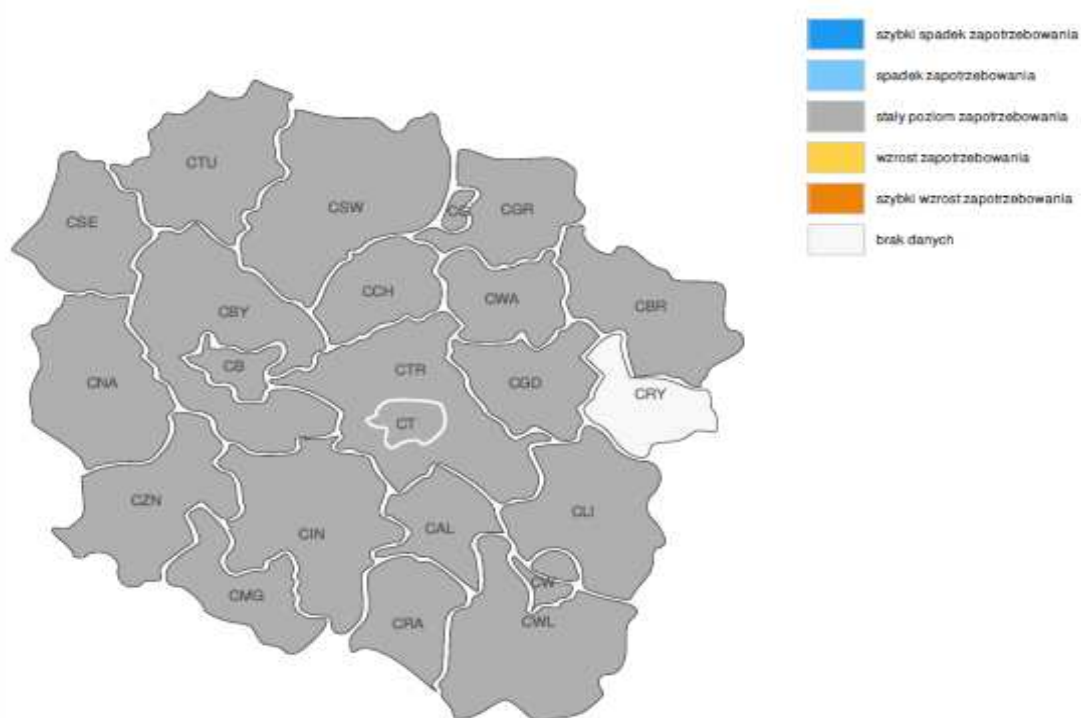 szybki spadek zapotrzebowania
spadek zapotrzebowania
stały poziom zapotrzebowania
wzrost zapotrzebowania
szybki wzrost zapotrzebowania
brak danych
CTU
CSE
CSW
CG
CGR
CCH
CWA
CBR
CBY
CB
CTR
CNA
CGD
CRY
CT
CZN
CIN
CAL
CLI
CMG
CW
CRA
CWL